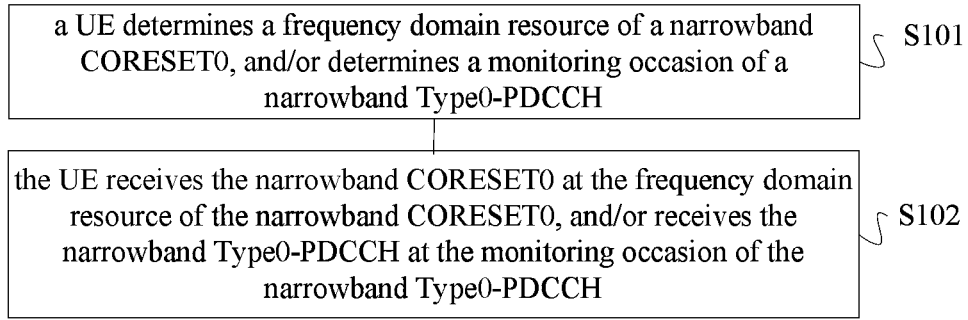 a UE determines a frequency domain resource of a narrowband
CORESET0, and/or determines a monitoring occasion of a
narrowband Type0-PDCCH
S101
the UE receives the narrowband CORESET0 at the frequency domain
resource of the narrowband CORESET0, and/or receives the
narrowband Type0-PDCCH at the monitoring occasion of the
narrowband Type0-PDCCH
S102